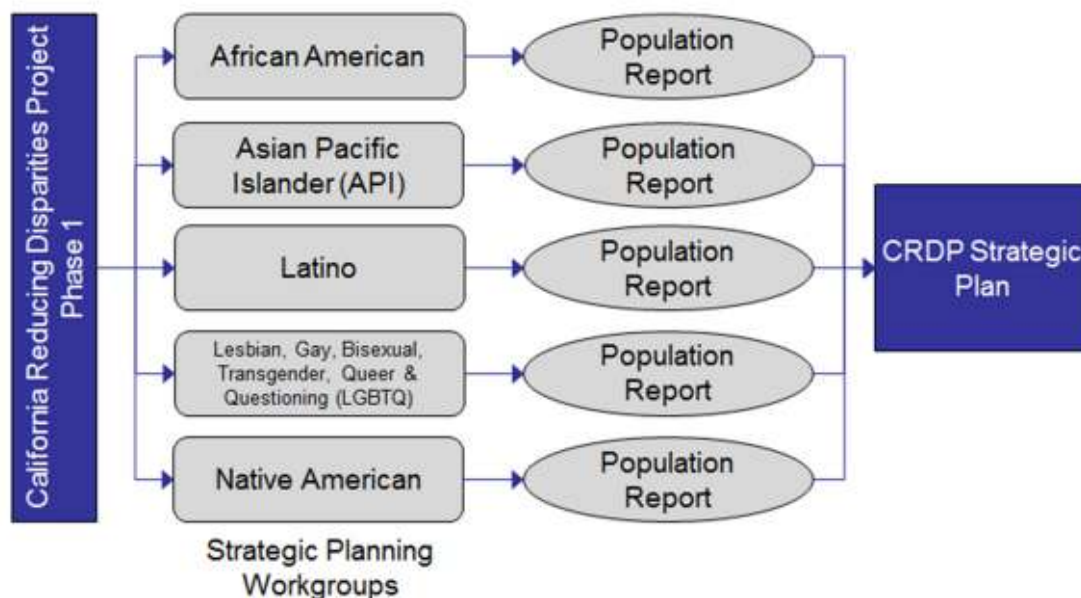 California Reducing Disparities Project
Phase 1
African American
Population
Report
Asian Pacific
Islander (API)
Population
Report
Latino
Population
Report
Lesbian, Gay, Bisexual,
Transgender, Queer &
Questioning (LGBTQ)
Population
Report
Native American
Population
Report
CRDP Strategic
Plan
Strategic Planning
Workgroups